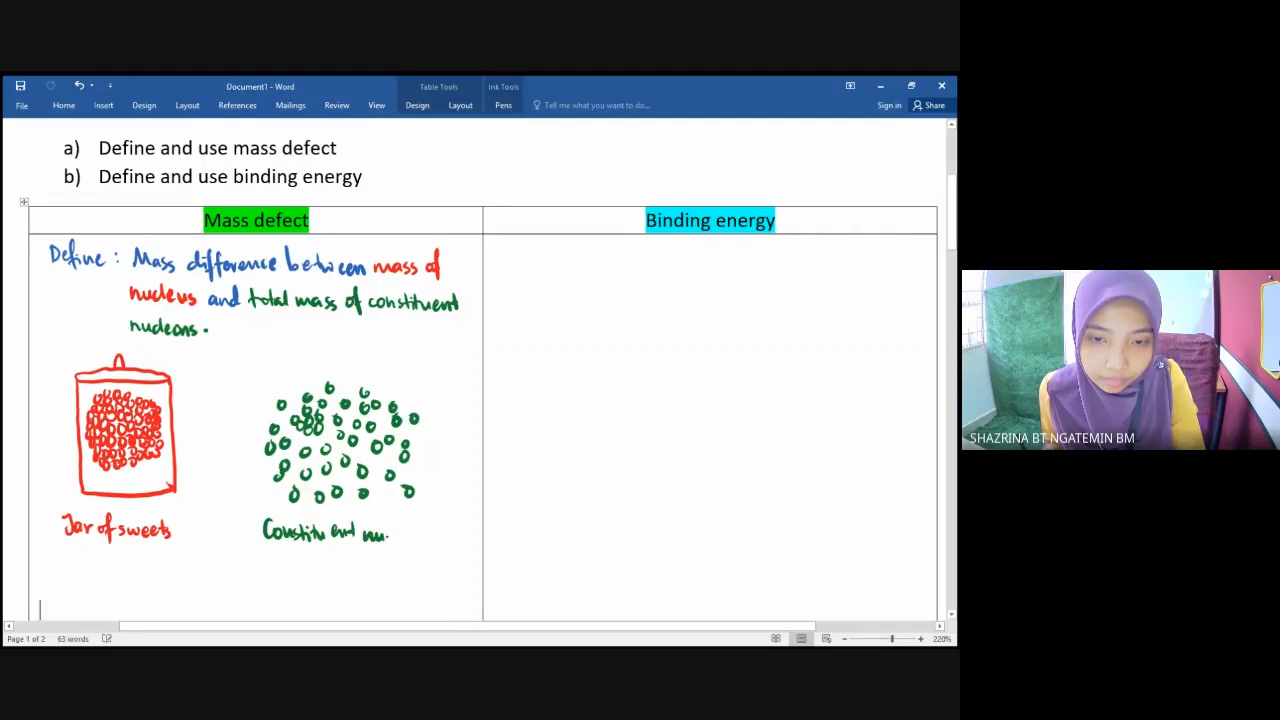 Document1 - Word
Table Tools
Ink Tools
File
Home
Insert
Design
Layout
References
Mailings
Review
View
Design
Layout
Pens
Tell me what you want to do...
Sign in
Share
a) Define and use mass defect
b) Define and use binding energy
Mass defect
Binding energy
Define : Mass difference between mass of
nucleus and total mass of constituent
nucleons.
Jar of sweets
Constituent nu
SHAZRINA BT NGATEMIN BM
Page 1 of 2
63 words
220%